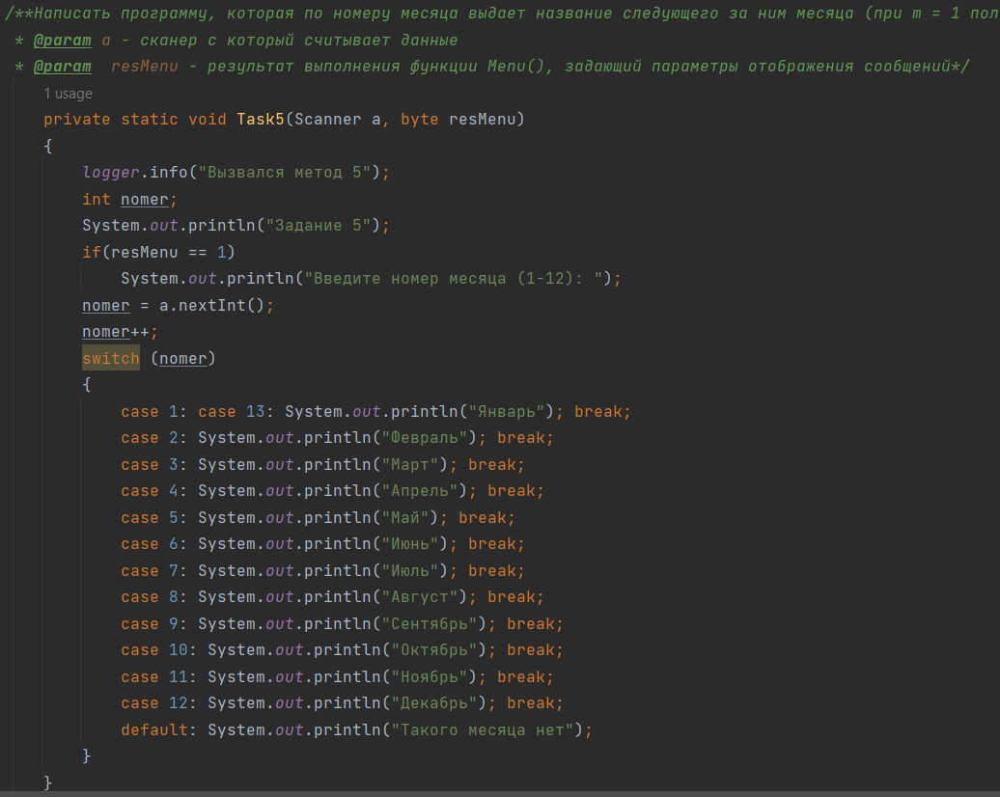 /**Написать программу, которая по номеру месяца выдает название следующего за ним месяца (при m = 1 пол
* @param a - сканер с который считывает данные
* @param resMenu - результат выполнения функции Menu(), задающий параметры отображения сообщений*/
1 usage
private static void Task5(Scanner a, byte resMenu)
{
logger.info("Вызвался метод 5");
int nomer;
System.out.println("Задание 5");
if(resMenu == 1)
System.out.println("Введите номер месяца (1-12): ");
nomer = a.nextInt();
nomer++;
switch (nomer)
{
case 1: case 13: System.out.println("Январь"); break;
case 2: System.out.println("Февраль"); break;
case 3: System.out.println("Март"); break;
case 4: System.out.println("Апрель"); break;
case 5: System.out.println("Май"); break;
case 6: System.out.println("Июнь"); break;
case 7: System.out.println("Июль"); break;
case 8: System.out.println("Август"); break;
case 9: System.out.println("Сентябрь"); break;
case 10: System.out.println("Октябрь"); break;
case 11: System.out.println("Ноябрь"); break;
case 12: System.out.println("Декабрь"); break;
default: System.out.println("Такого месяца нет");
}
}